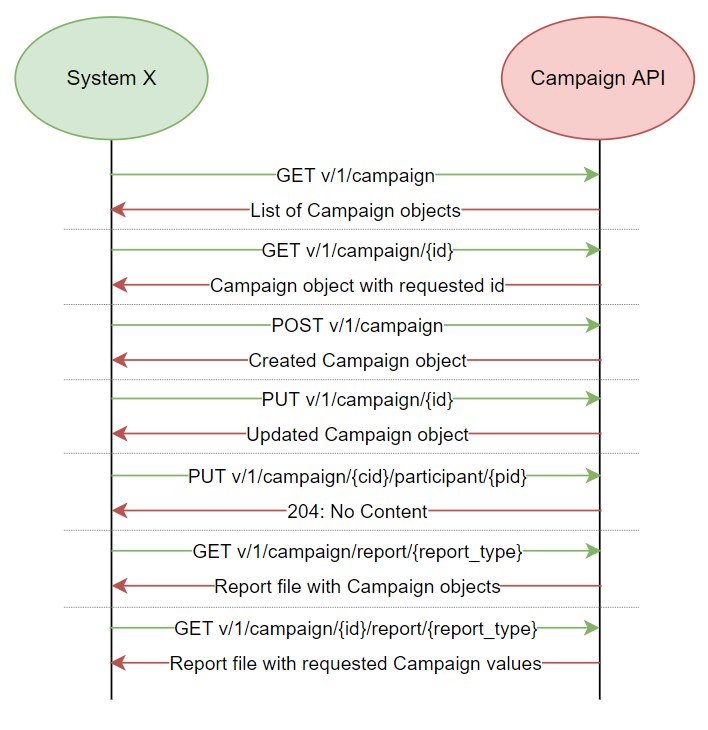 System X
Campaign API
GET v/1/campaign
List of Campaign objects
GET v/1/campaign/{id}
Campaign object with requested id
POST v/1/campaign
Created Campaign object
PUT v/1/campaign/{id}
Updated Campaign object
PUT v/1/campaign/{cid}/participant/{pid}
204: No Content
GET v/1/campaign/report/{report_type}
Report file with Campaign objects
GET v/1/campaign/{id}/report/{report_type}
Report file with requested Campaign values